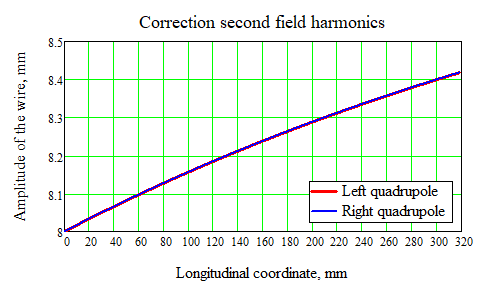 Correction second field harmonics
Amplitude of the wire, mm
8.5
8.4
8.3
8.2
8.1
8
Left quadrupole
Right quadrupole
0 20 40 60 80 100 120 140 160 180 200 220 240 260 280 300 320
Longitudinal coordinate, mm